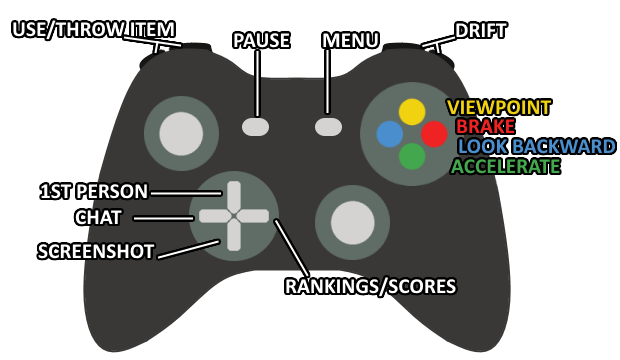 USE/THROW ITEM
PAUSE
MENU
DRIFT
VIEWPOINT
BRAKE
LOOK BACKWARD
ACCELERATE
1ST PERSON
CHAT
SCREENSHOT
RANKINGS/SCORES